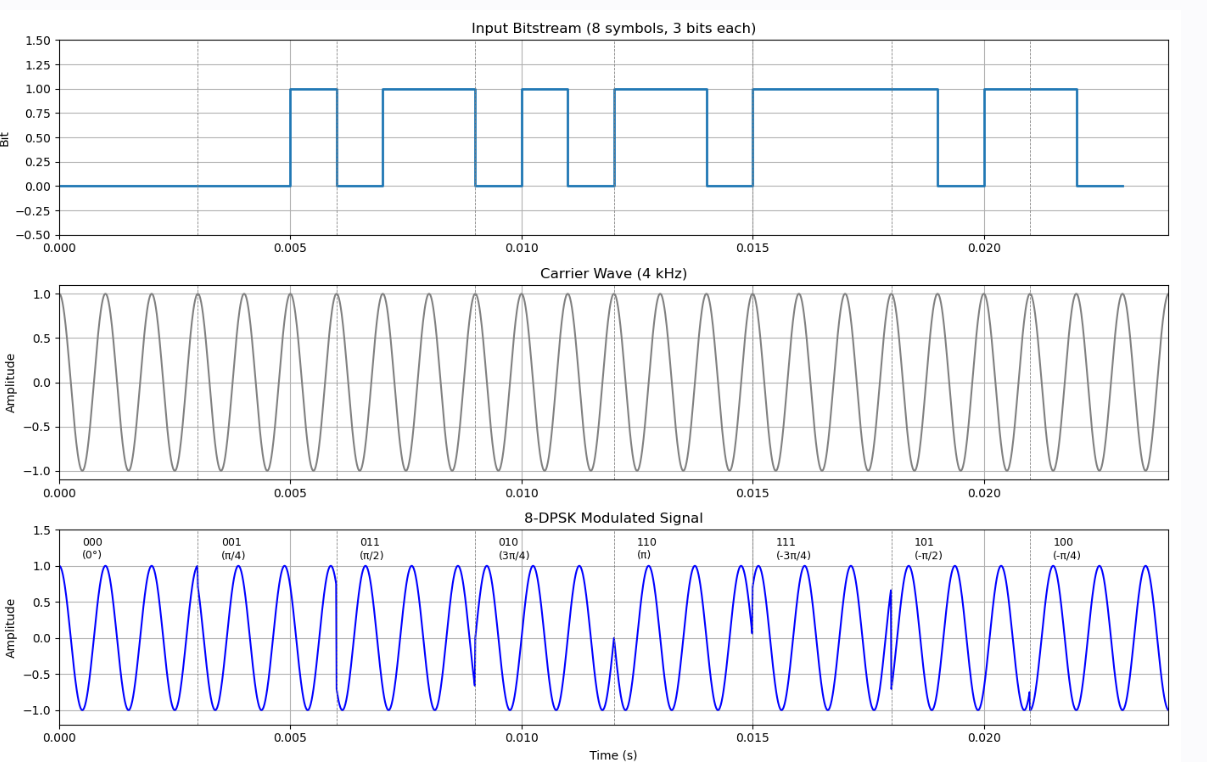 Input Bitstream (8 symbols, 3 bits each)
1.50
1.25
1.00
0.75
0.50
0.25
0.00
−0.25
−0.50
Bit
0.000 0.005 0.010 0.015 0.020
Carrier Wave (4 kHz)
1.0
0.5
0.0
−0.5
−1.0
Amplitude
0.000 0.005 0.010 0.015 0.020
8-DPSK Modulated Signal
1.5
1.0
0.5
0.0
−0.5
−1.0
Amplitude
000 001 011 010 110 111 101 100
(0°) (π/4) (π/2) (3π/4) (π) (-3π/4) (-π/2) (-π/4)
0.000 0.005 0.010 0.015 0.020
Time (s)